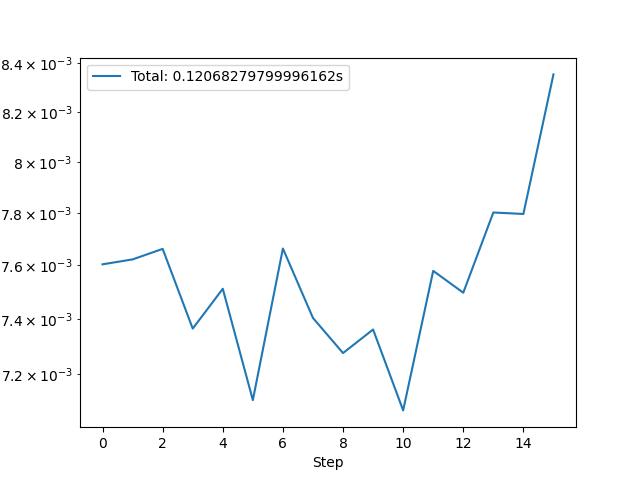 8.4 × 10⁻³
Total: 0.12068279799996162s
8.2 × 10⁻³
8 × 10⁻³
7.8 × 10⁻³
7.6 × 10⁻³
7.4 × 10⁻³
7.2 × 10⁻³
0 2 4 6 8 10 12 14
Step